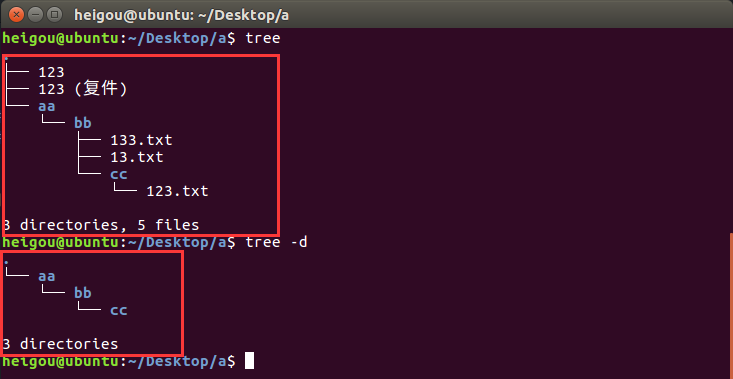 heigou@ubuntu: ~/Desktop/a
heigou@ubuntu:~/Desktop/a$ tree
.
├── 123
├── 123 (复件)
└── aa
    └── bb
        ├── 133.txt
        ├── 13.txt
        └── cc
            └── 123.txt
3 directories, 5 files
heigou@ubuntu:~/Desktop/a$ tree -d
.
└── aa
    └── bb
        └── cc
3 directories
heigou@ubuntu:~/Desktop/a$